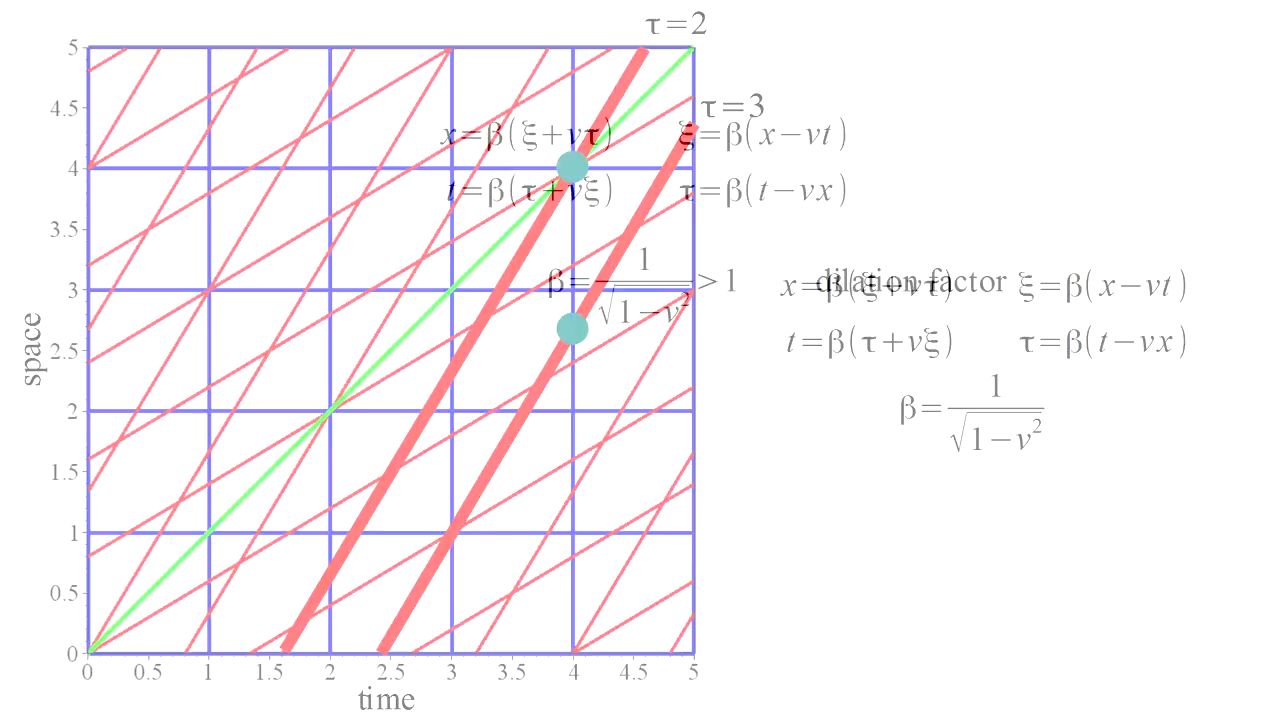 τ=2
5
τ=3
4.5
x=β(ξ+vτ) ξ=β(x−vt)
4
t=β(τ+vξ) τ=β(t−vx)
3.5
β=1/√(1−v²)>1 dilation factor
x=β(ξ+vτ) ξ=β(x−vt)
3
t=β(τ+vξ) τ=β(t−vx)
space
2.5
β=1/√(1−v²)
2
1.5
1
0.5
0
0 0.5 1 1.5 2 2.5 3 3.5 4 4.5 5
time